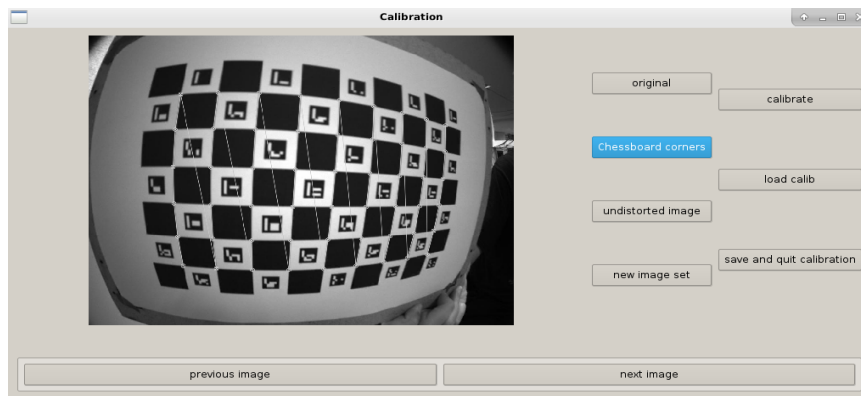 Calibration
original
calibrate
Chessboard corners
load calib
undistorted image
save and quit calibration
new image set
previous image
next image